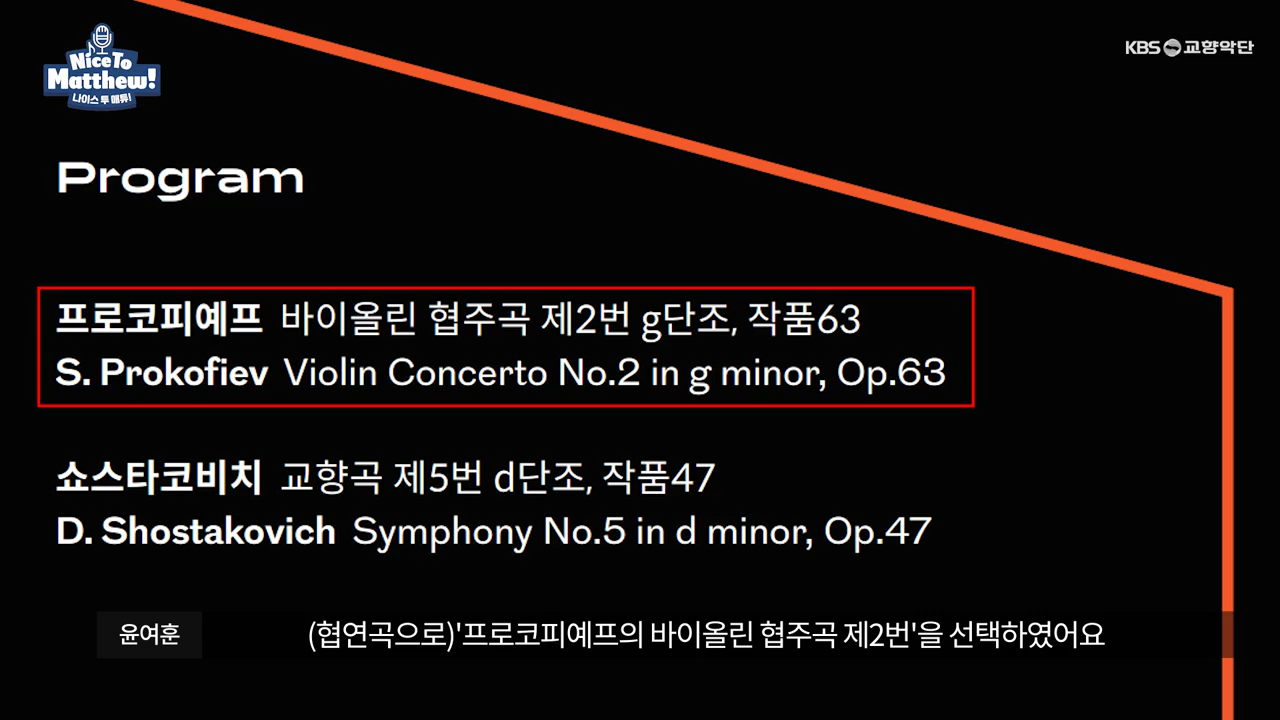 Nice To
Matthew!
나이스 투 매튜!
KBS 교향악단
Program
프로코피예프 바이올린 협주곡 제2번 g단조, 작품63
S. Prokofiev Violin Concerto No.2 in g minor, Op.63
쇼스타코비치 교향곡 제5번 d단조, 작품47
D. Shostakovich Symphony No.5 in d minor, Op.47
윤여훈 (협연곡으로)'프로코피예프의 바이올린 협주곡 제2번'을 선택하였어요